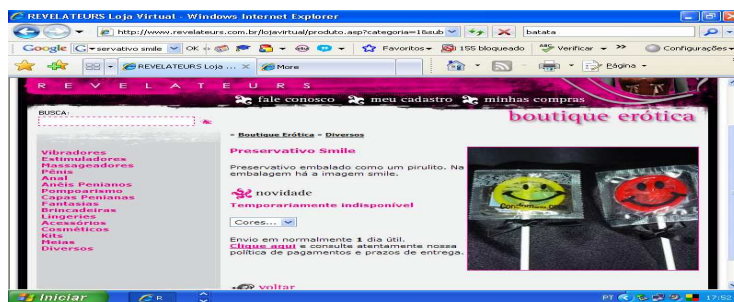 REVELATEURS Loja Virtual - Windows Internet Explorer
http://www.revelateurs.com.br/lojavirtual/produto.asp?categoria=16&sub
batata
Google
servativo smile
OK
Favoritos
155 bloqueado
Verificar
Configurações
REVELATEURS Loja ...
More
Página
R E V E L A T E U R S
fale conosco meu cadastro minhas compras
BUSCA:
boutique erótica
» Boutique Erótica » Diversos
Vibradores
Estimuladores
Massageadores
Pênis
Anal
Anéis Penianos
Pompoarismo
Capas Penianas
Fantasias
Brincadeiras
Lingeries
Acessórios
Cosméticos
Kits
Meias
Diversos
Preservativo Smile
Preservativo embalado como um pirulito. Na
embalagem há a imagem smile.
novidade
Temporariamente indisponível
Cores...
Envio em normalmente 1 dia útil.
Clique aqui e consulte atentamente nossa
política de pagamentos e prazos de entrega.
voltar
Iniciar
R
PT
17:52